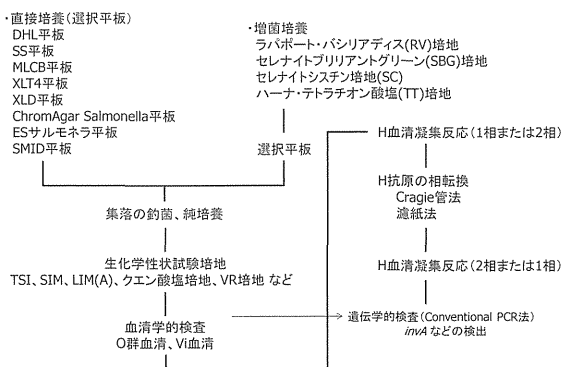 ・直接培養(選択平板)
DHL平板
SS平板
MLCB平板
XLT4平板
XLD平板
ChromAgar Salmonella平板
ESサルモネラ平板
SMID平板
・増菌培養
ラパポート・バシリアディス(RV)培地
セレナイトブリリアントグリーン(SBG)培地
セレナイトシスチン培地(SC)
ハーナ・テトラチオン酸塩(TT)培地
選択平板
集落の釣菌、純培養
生化学性状試験培地
TSI、SIM、LIM(A)、クエン酸塩培地、VR培地 など
血清学的検査
O群血清、Vi血清
H血清凝集反応(1相または2相)
H抗原の相転換
Cragie管法
濾紙法
H血清凝集反応(2相または1相)
遺伝学的検査(Conventional PCR法)
invAなどの検出